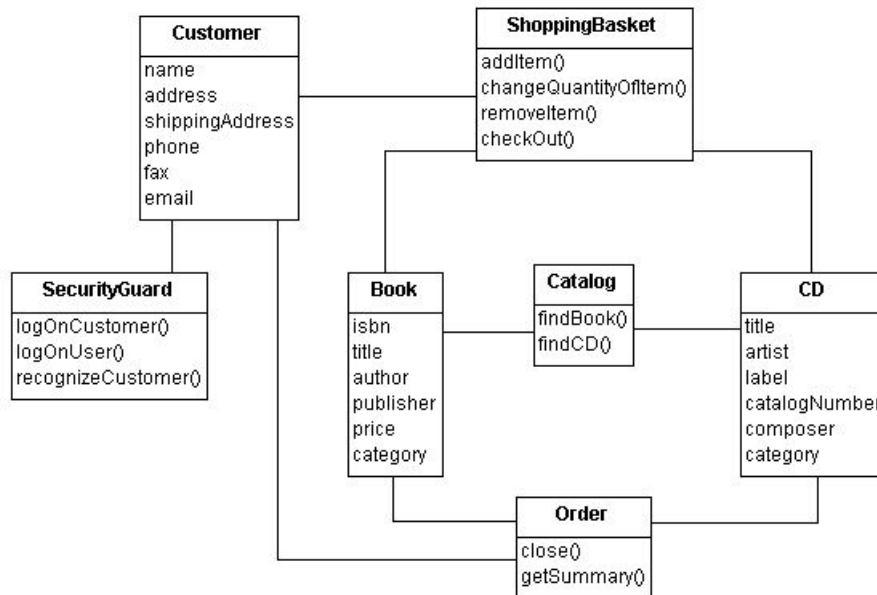 Customer
name
address
shippingAddress
phone
fax
email
ShoppingBasket
addItem()
changeQuantityOfItem()
removeItem()
checkOut()
SecurityGuard
logOnCustomer()
logOnUser()
recognizeCustomer()
Book
isbn
title
author
publisher
price
category
Catalog
findBook()
findCD()
CD
title
artist
label
catalogNumber
composer
category
Order
close()
getSummary()